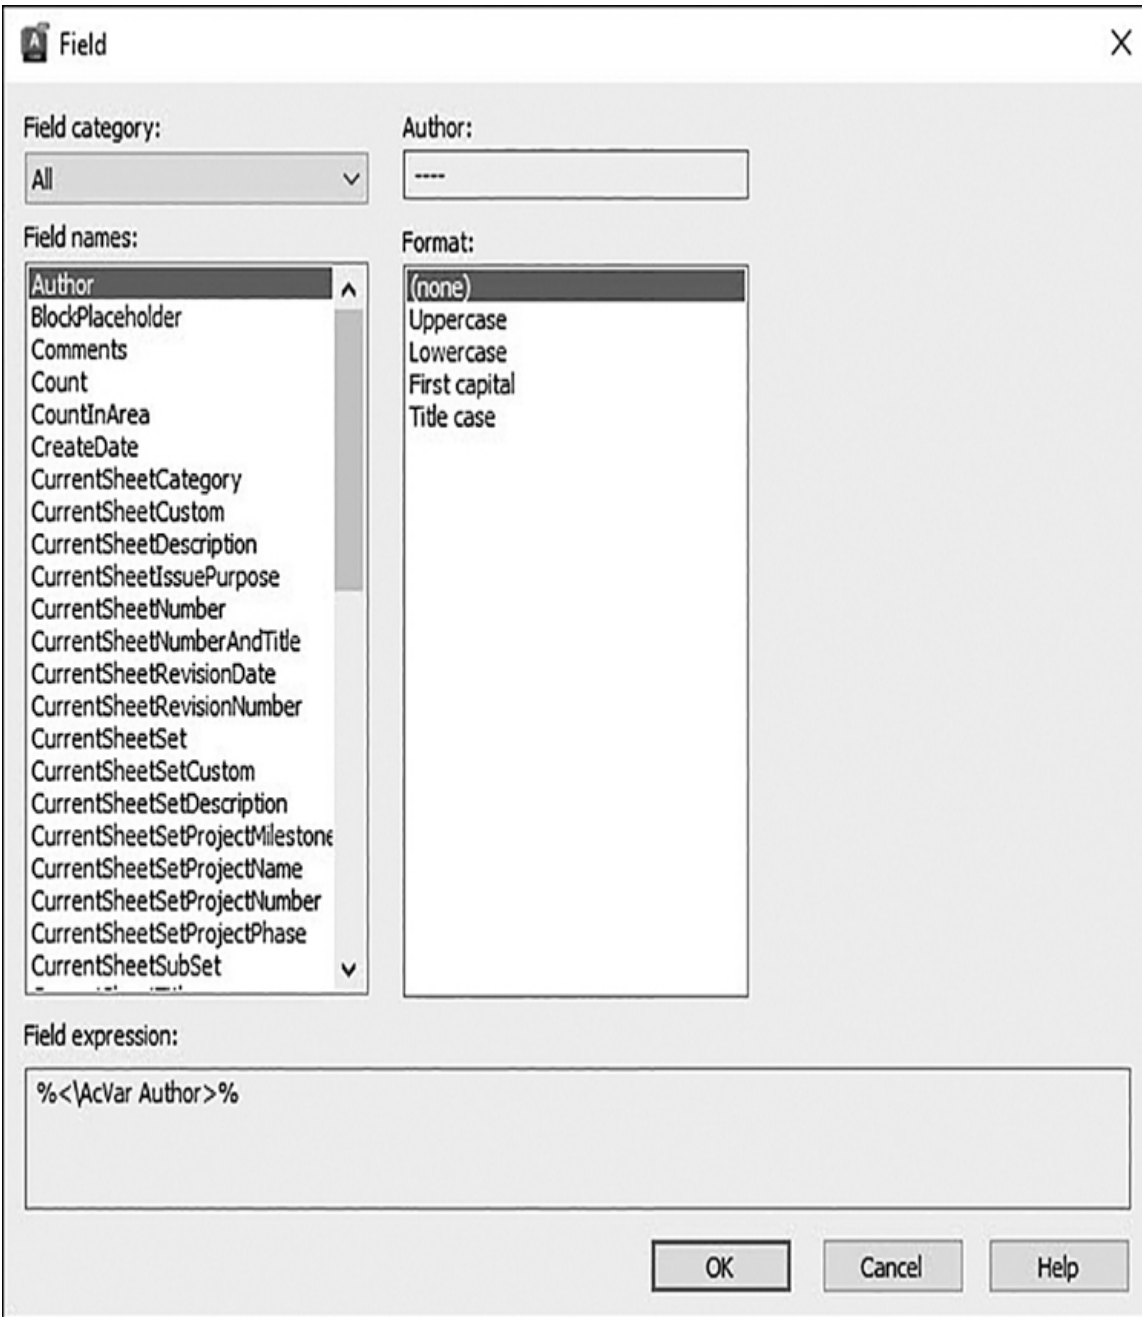 Field
Field category:
All
Author:
----
Field names:
Author
BlockPlaceholder
Comments
Count
CountInArea
CreateDate
CurrentSheetCategory
CurrentSheetCustom
CurrentSheetDescription
CurrentSheetIssuePurpose
CurrentSheetNumber
CurrentSheetNumberAndTitle
CurrentSheetRevisionDate
CurrentSheetRevisionNumber
CurrentSheetSet
CurrentSheetSetCustom
CurrentSheetSetDescription
CurrentSheetSetProjectMilestone
CurrentSheetSetProjectName
CurrentSheetSetProjectNumber
CurrentSheetSetProjectPhase
CurrentSheetSubSet
Format:
(none)
Uppercase
Lowercase
First capital
Title case
Field expression:
%<\AcVar Author>%
OK
Cancel
Help